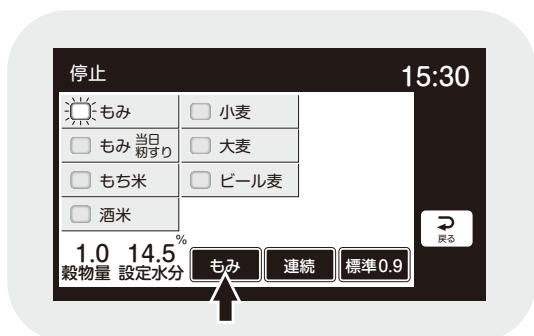 停止 15:30
もみ 小麦
もみ 当日籾すり 大麦
もち米 ビール麦
酒米
戻る
1.0 14.5%
穀物量 設定水分 もみ 連続 標準0.9